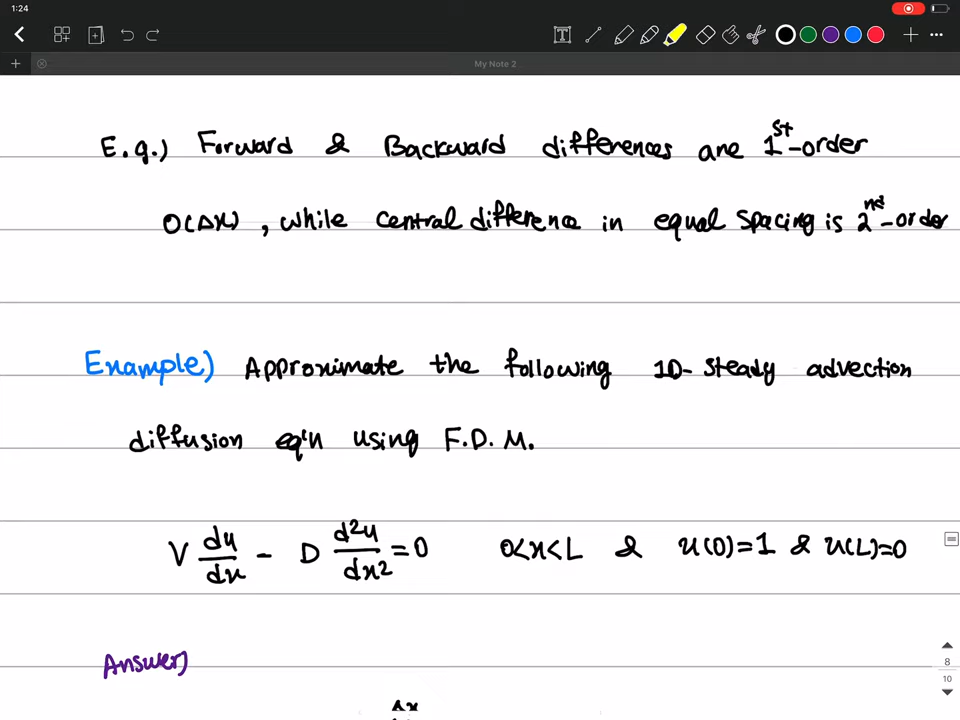 1:24
My Note 2
E.g.) Forward & Backward differences are 1st-order
O(Δx), while central difference in equal spacing is 2nd-order
Example) Approximate the following 1D-steady advection
diffusion eq'n using F.D.M.
V du/dx - D d²u/dx² = 0 0<x<L & u(0)=1 & u(L)=0
Answer)
Δx
8
10